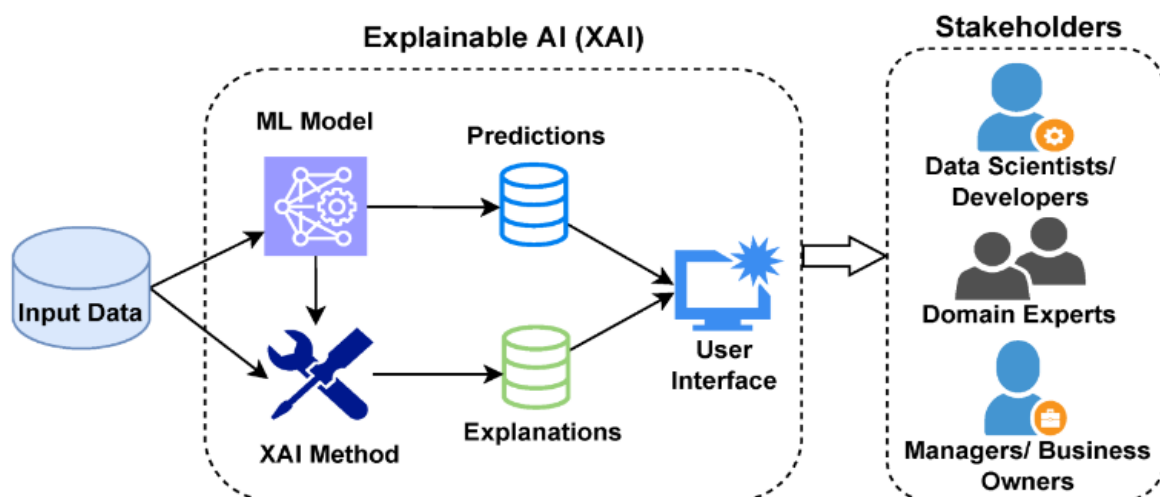 Explainable AI (XAI)
Stakeholders
ML Model
Predictions
Input Data
XAI Method
Explanations
User
Interface
Data Scientists/
Developers
Domain Experts
Managers/ Business
Owners